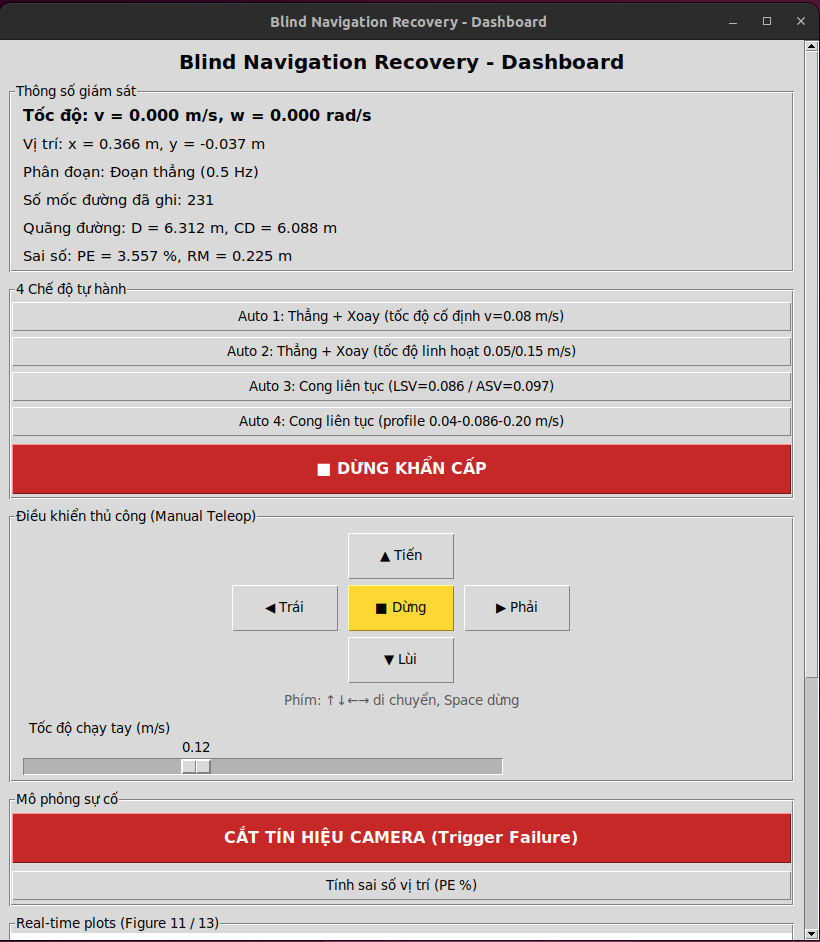 Blind Navigation Recovery - Dashboard
Blind Navigation Recovery - Dashboard
Thông số giám sát
Tốc độ: v = 0.000 m/s, w = 0.000 rad/s
Vị trí: x = 0.366 m, y = -0.037 m
Phân đoạn: Đoạn thẳng (0.5 Hz)
Số mốc đường đã ghi: 231
Quãng đường: D = 6.312 m, CD = 6.088 m
Sai số: PE = 3.557 %, RM = 0.225 m
4 Chế độ tự hành
Auto 1: Thẳng + Xoay (tốc độ cố định v=0.08 m/s)
Auto 2: Thẳng + Xoay (tốc độ linh hoạt 0.05/0.15 m/s)
Auto 3: Cong liên tục (LSV=0.086 / ASV=0.097)
Auto 4: Cong liên tục (profile 0.04-0.086-0.20 m/s)
■ DỪNG KHẨN CẤP
Điều khiển thủ công (Manual Teleop)
▲ Tiến
◀ Trái
■ Dừng
▶ Phải
▼ Lùi
Phím: ↑↓←→ di chuyển, Space dừng
Tốc độ chạy tay (m/s)
0.12
Mô phỏng sự cố
CẮT TÍN HIỆU CAMERA (Trigger Failure)
Tính sai số vị trí (PE %)
Real-time plots (Figure 11 / 13)